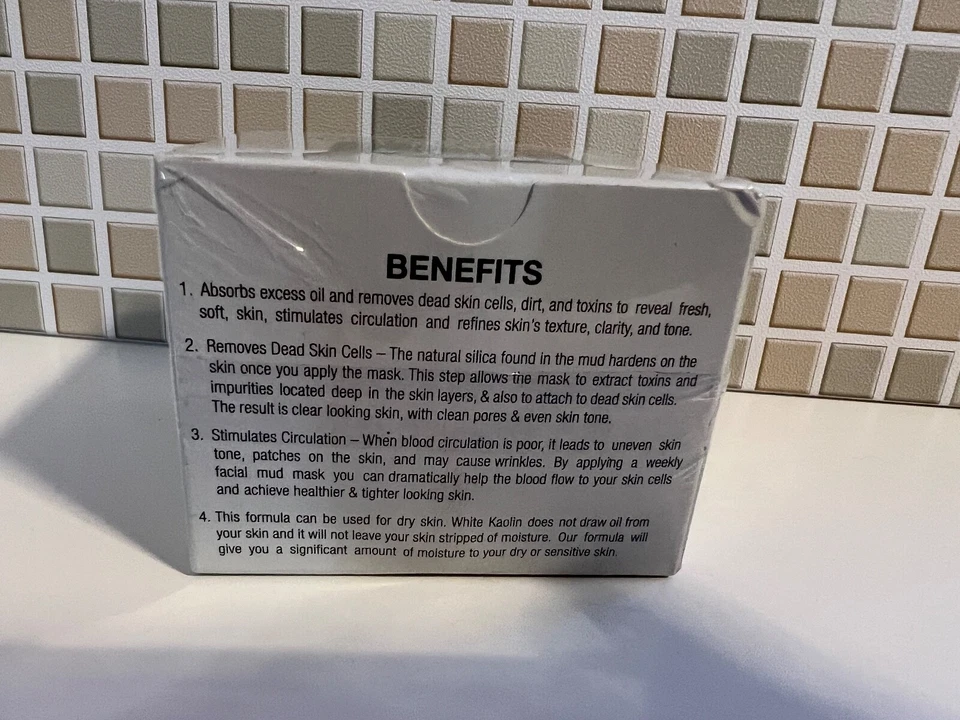 BENEFITS
1. Absorbs excess oil and removes dead skin cells, dirt, and toxins to reveal fresh,
soft, skin, stimulates circulation and refines skin's texture, clarity, and tone.
2. Removes Dead Skin Cells – The natural silica found in the mud hardens on the
skin once you apply the mask. This step allows the mask to extract toxins and
impurities located deep in the skin layers, & also to attach to dead skin cells.
The result is clear looking skin, with clean pores & even skin tone.
3. Stimulates Circulation – When blood circulation is poor, it leads to uneven skin
tone, patches on the skin, and may cause wrinkles. By applying a weekly
facial mud mask you can dramatically help the blood flow to your skin cells
and achieve healthier & tighter looking skin.
4. This formula can be used for dry skin. White Kaolin does not draw oil from
your skin and it will not leave your skin stripped of moisture. Our formula will
give you a significant amount of moisture to your dry or sensitive skin.